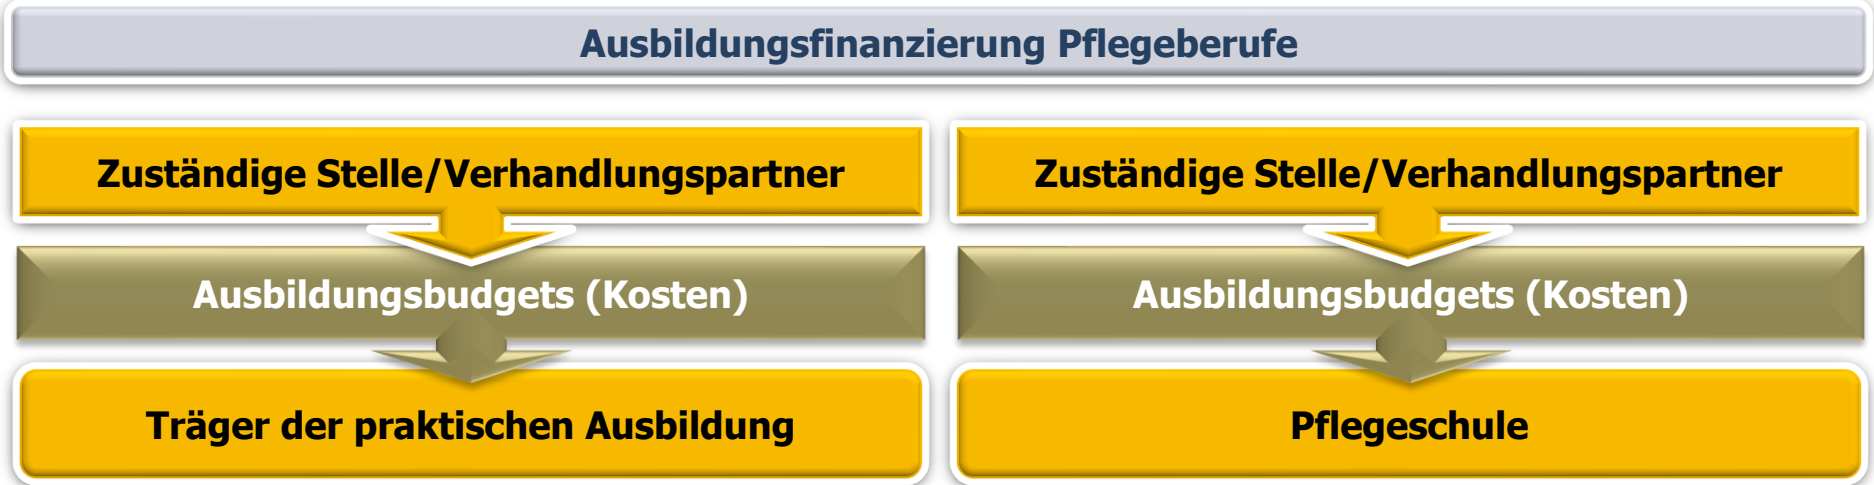 Ausbildungsfinanzierung Pflegeberufe
Zuständige Stelle/Verhandlungspartner
Zuständige Stelle/Verhandlungspartner
Ausbildungsbudgets (Kosten)
Ausbildungsbudgets (Kosten)
Träger der praktischen Ausbildung
Pflegeschule